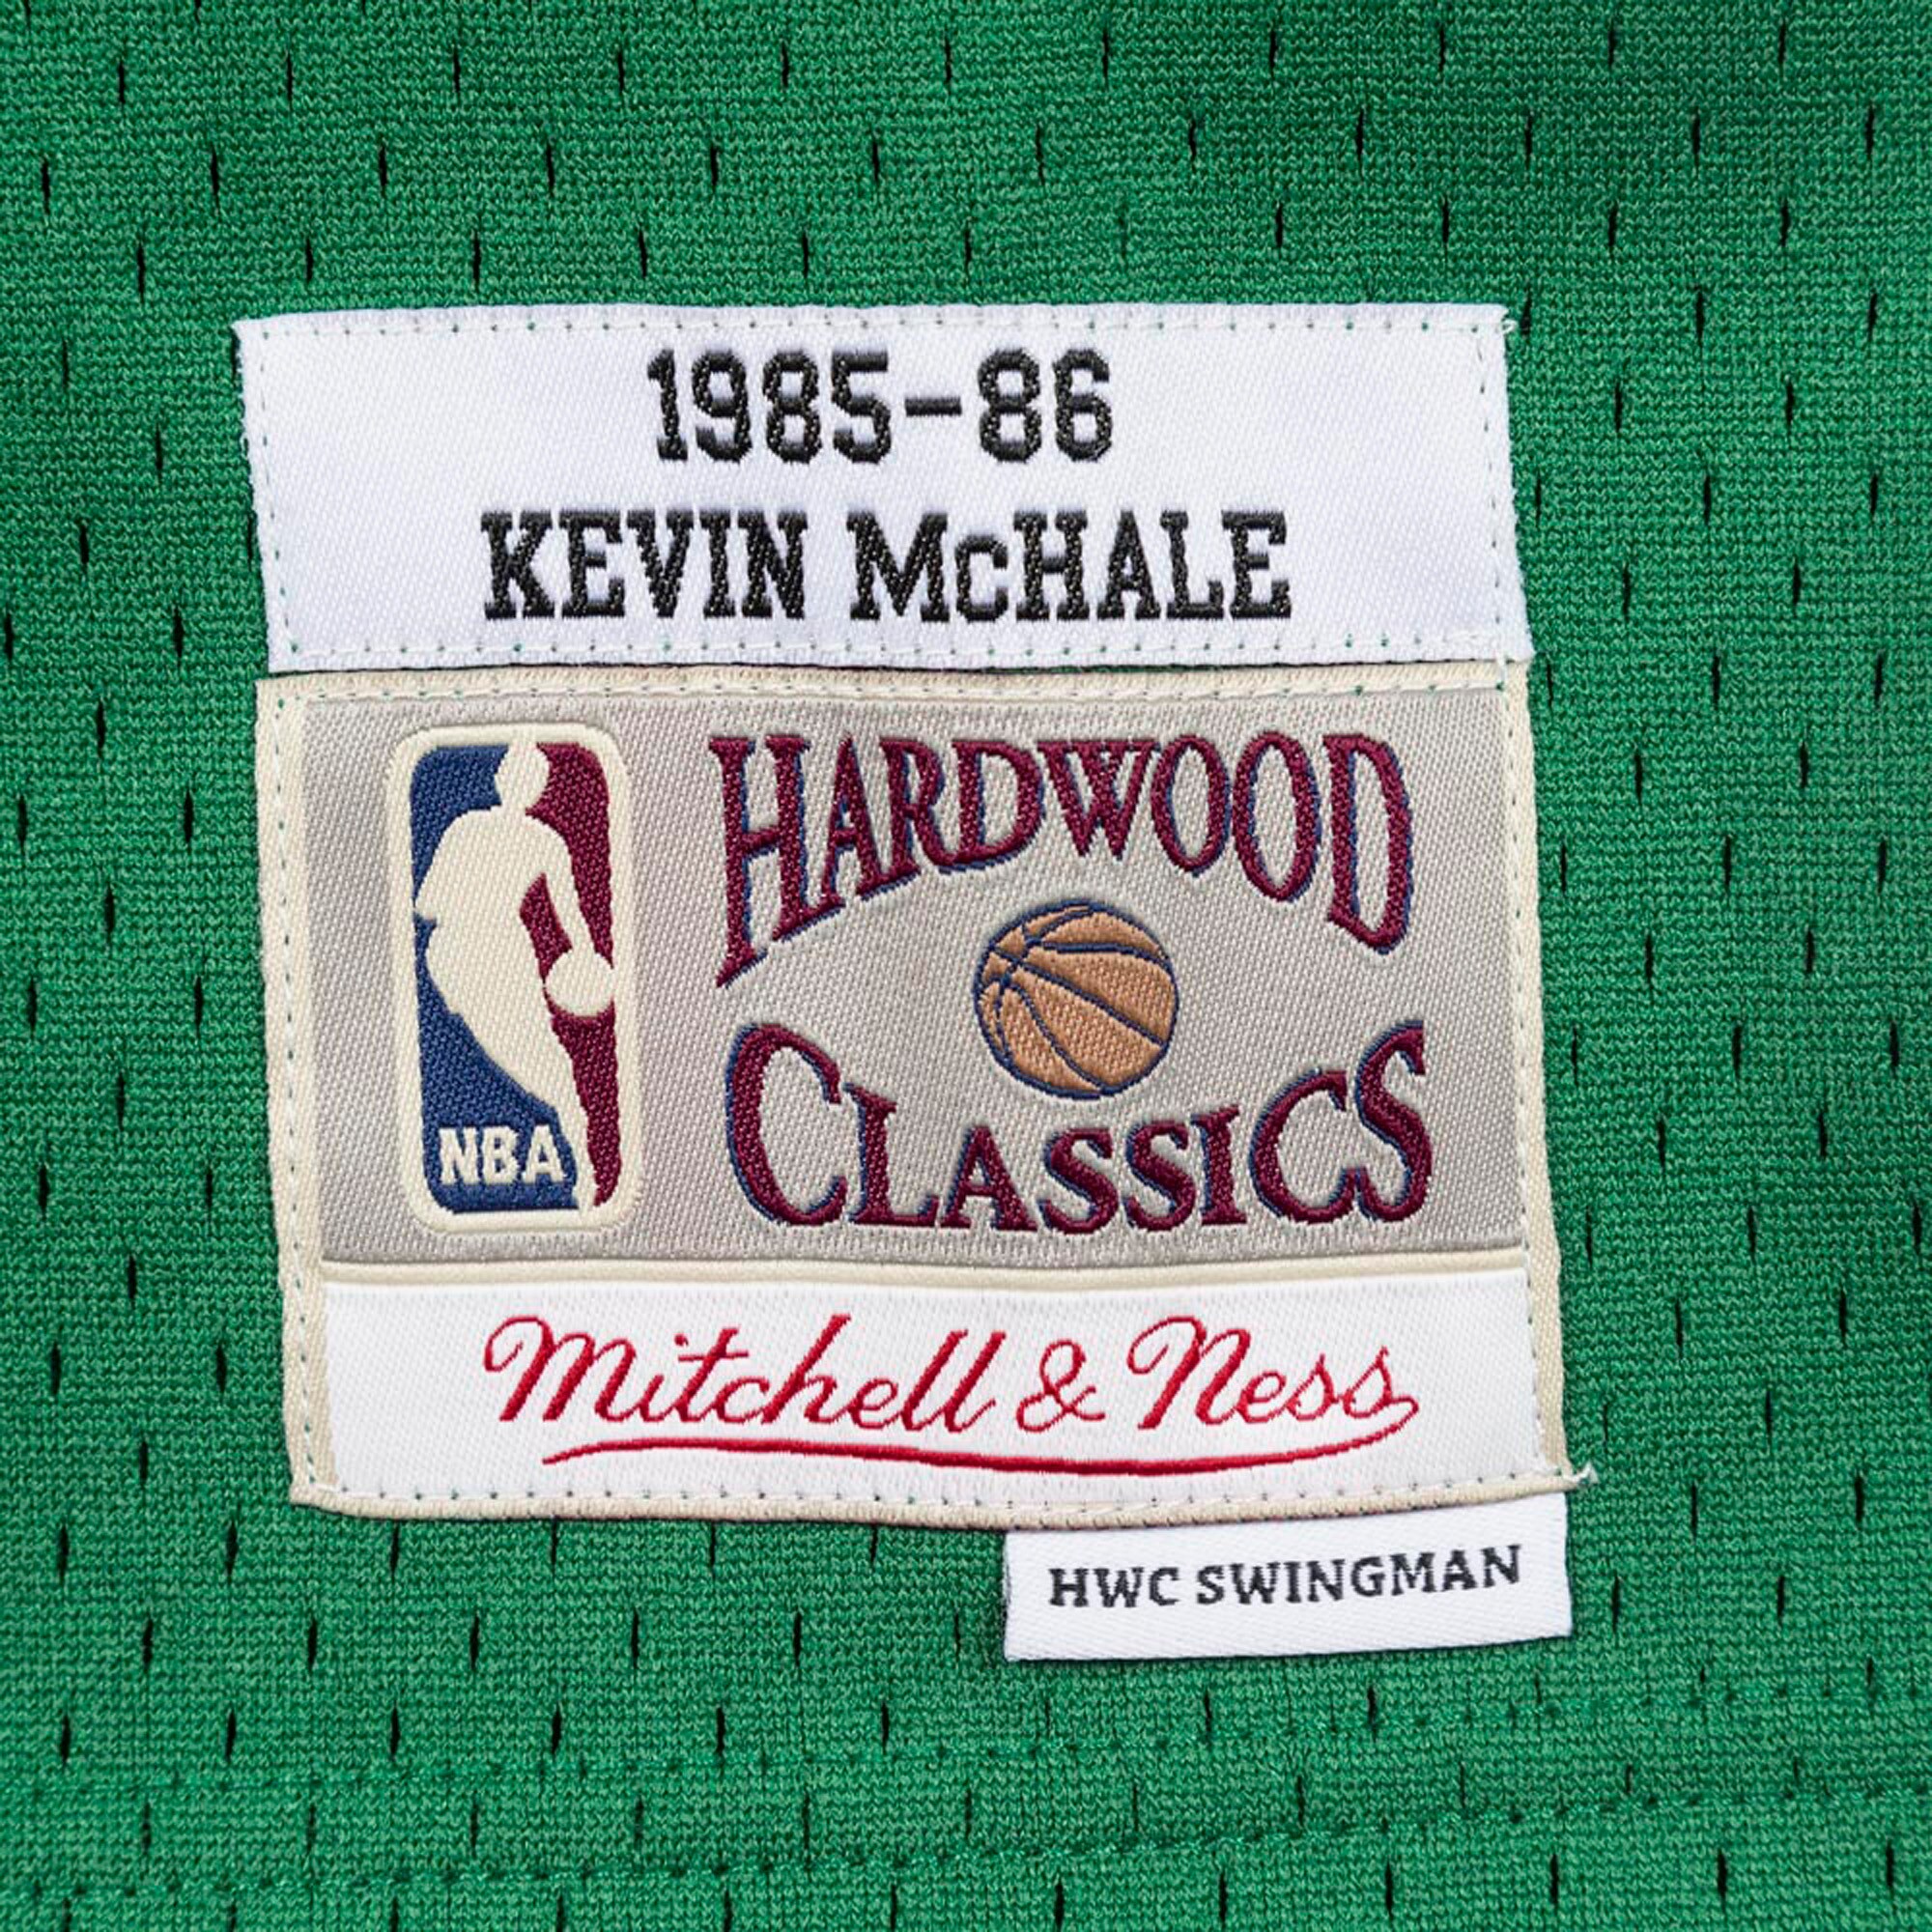 1985-86
KEVIN McHALE
HARDWOOD
CLASSICS
NBA
Mitchell & Ness
HWC SWINGMAN